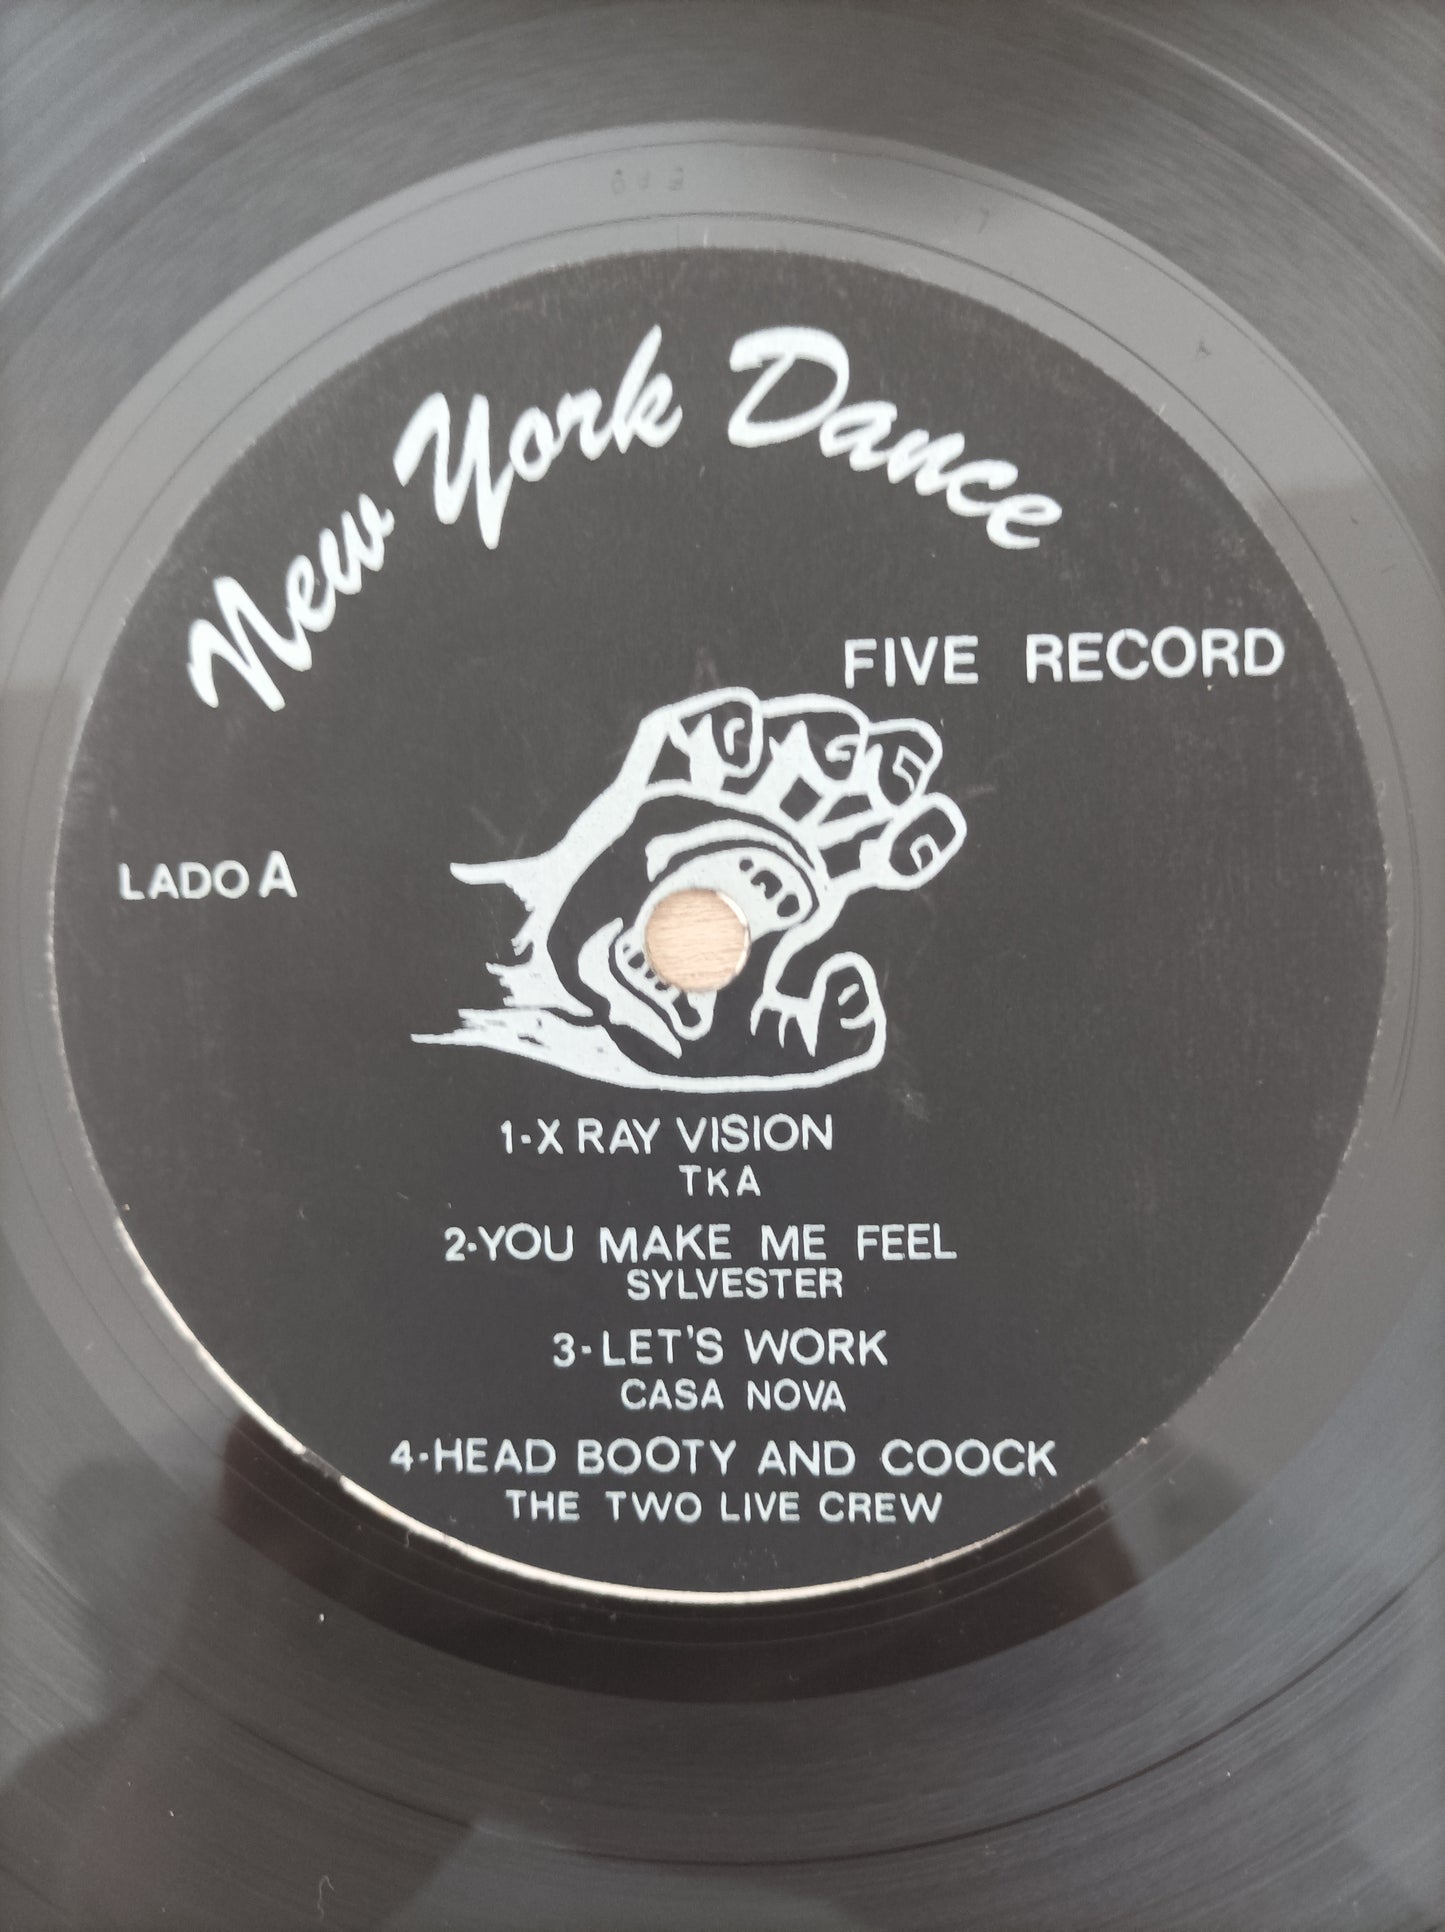 New York Dance
FIVE RECORD
LADO A
1-X RAY VISION
TKA
2-YOU MAKE ME FEEL
SYLVESTER
3-LET'S WORK
CASA NOVA
4-HEAD BOOTY AND COOCK
THE TWO LIVE CREW